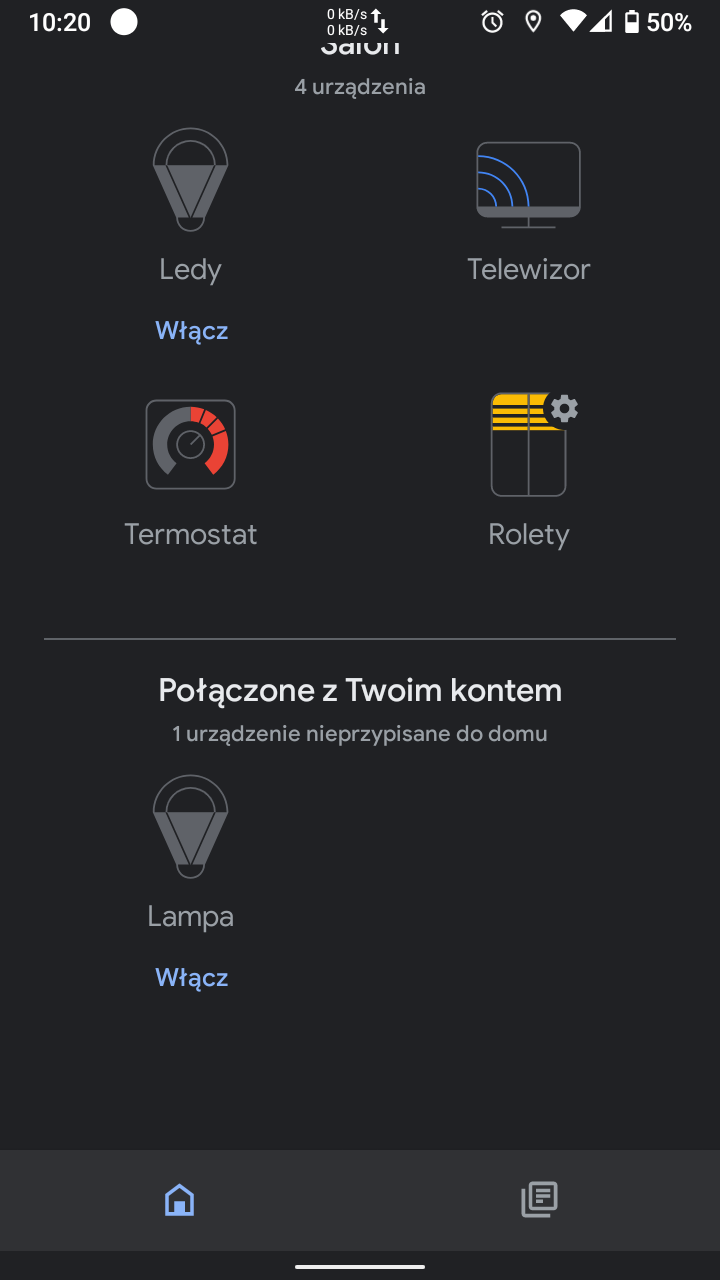 10:20
0 kB/s
0 kB/s
50%
Salon
4 urządzenia
Ledy
Telewizor
Włącz
Termostat
Rolety
Połączone z Twoim kontem
1 urządzenie nieprzypisane do domu
Lampa
Włącz